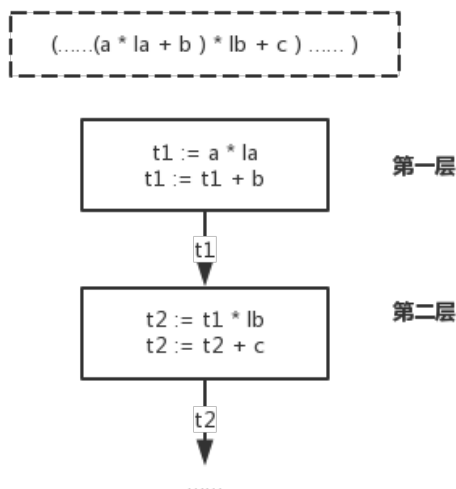 (……(a * la + b ) * lb + c ) …… )
t1 := a * la
t1 := t1 + b
第一层
t1
t2 := t1 * lb
t2 := t2 + c
第二层
t2
……